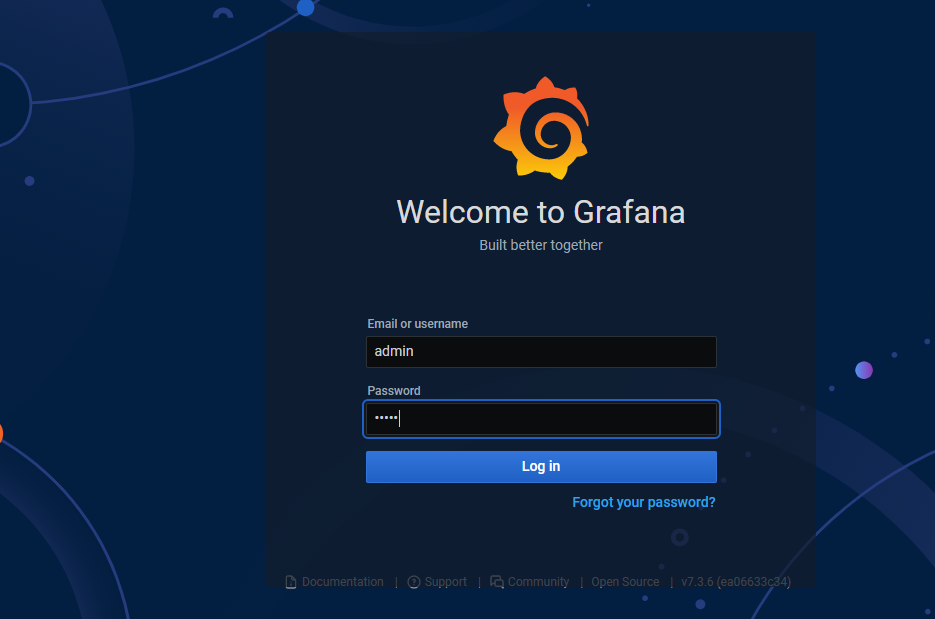 Welcome to Grafana
Built better together
Email or username
admin
Password
•••••
Log in
Forgot your password?
Documentation | Support | Community | Open Source | v7.3.6 (ea06633c34)